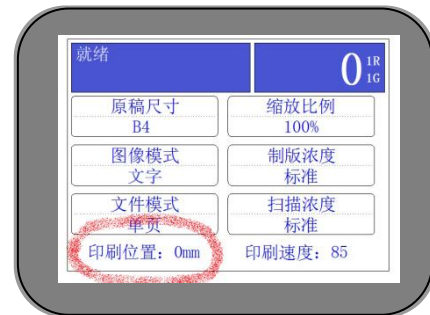 就绪
0 1R
1G
原稿尺寸 缩放比例
B4 100%
图像模式 制版浓度
文字 标准
文件模式 扫描浓度
单页 标准
印刷位置：0mm 印刷速度：85